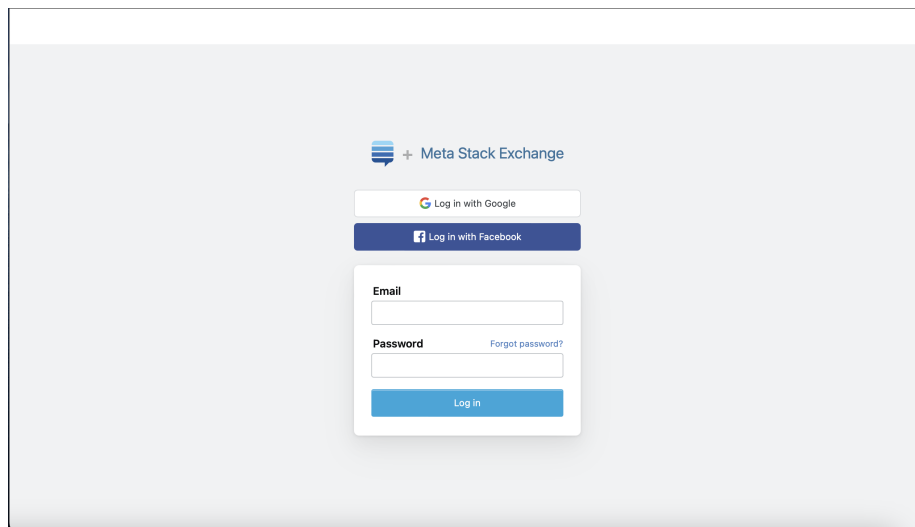 + Meta Stack Exchange
Log in with Google
Log in with Facebook
Email
Password Forgot password?
Log in